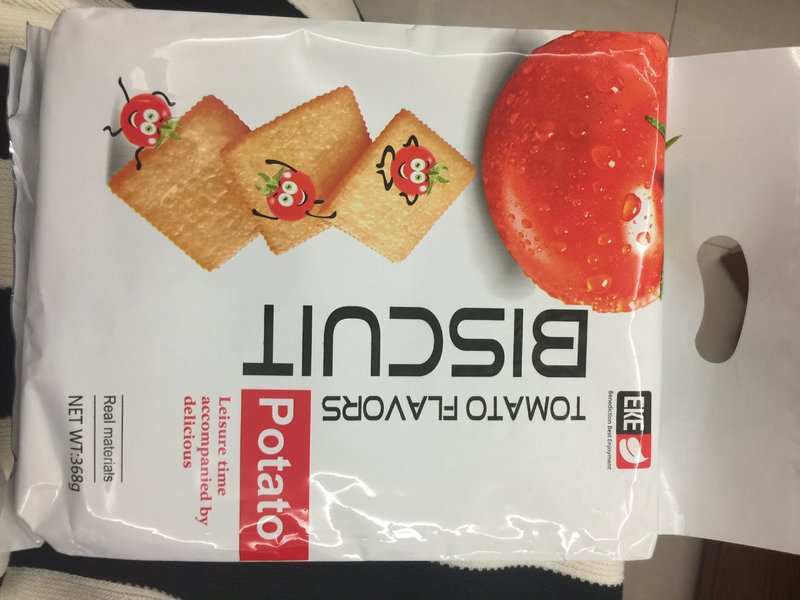 EKE
Benediction Best Enjoyment
TOMATO FLAVORS
BISCUIT
Potato
Leisure time
accompanied by
delicious
Real materials
NET WT:368g